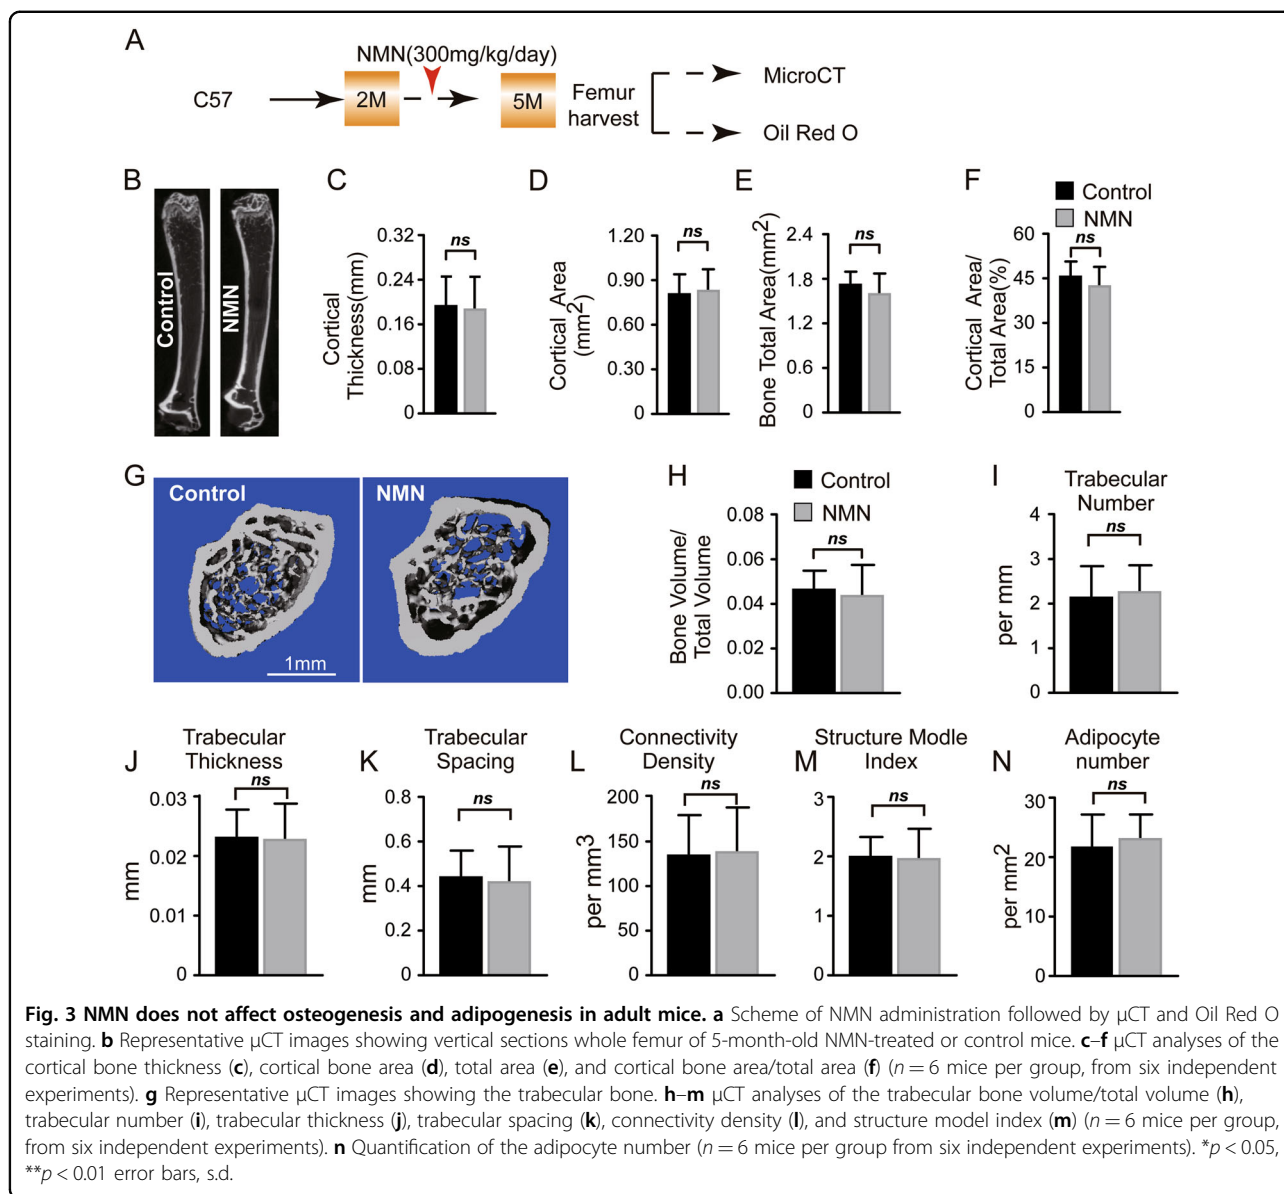 A
NMN(300mg/kg/day)
C57
2M
5M
Femur
harvest
MicroCT
Oil Red O
B
Control
NMN
C
Cortical
Thickness(mm)
0.32
0.24
0.16
0.08
0
ns
D
Cortical Area
(mm2)
1.20
0.90
0.60
0.30
0
ns
E
Bone Total Area(mm2)
2.4
1.8
1.2
0.6
0
ns
F
Control
NMN
Cortical Area/
Total Area(%)
60
45
30
15
0
ns
G
Control
NMN
1mm
H
Control
NMN
Bone Volume/
Total Volume
0.08
0.06
0.04
0.02
0.00
ns
I
Trabecular
Number
per mm
4
3
2
1
0
ns
J
Trabecular
Thickness
mm
0.03
0.02
0.01
0
ns
K
Trabecular
Spacing
mm
0.8
0.6
0.4
0.2
0
ns
L
Connectivity
Density
per mm3
200
150
100
50
0
ns
M
Structure Modle
Index
3
2
1
0
ns
N
Adipocyte
number
per mm2
30
20
10
0
ns
Fig. 3 NMN does not affect osteogenesis and adipogenesis in adult mice. a Scheme of NMN administration followed by μCT and Oil Red O
staining. b Representative μCT images showing vertical sections whole femur of 5-month-old NMN-treated or control mice. c–f μCT analyses of the
cortical bone thickness (c), cortical bone area (d), total area (e), and cortical bone area/total area (f) (n = 6 mice per group, from six independent
experiments). g Representative μCT images showing the trabecular bone. h–m μCT analyses of the trabecular bone volume/total volume (h),
trabecular number (i), trabecular thickness (j), trabecular spacing (k), connectivity density (l), and structure model index (m) (n = 6 mice per group,
from six independent experiments). n Quantification of the adipocyte number (n = 6 mice per group from six independent experiments). *p < 0.05,
**p < 0.01 error bars, s.d.